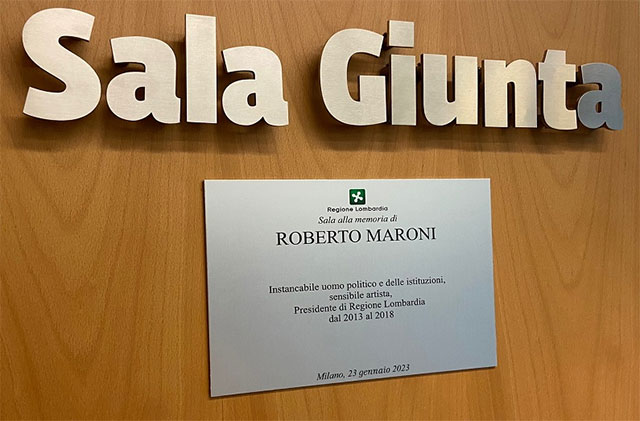 Sala Giunta
Regione Lombardia
Sala alla memoria di
ROBERTO MARONI
Instancabile uomo politico e delle istituzioni,
sensibile artista,
Presidente di Regione Lombardia
dal 2013 al 2018
Milano, 23 gennaio 2023